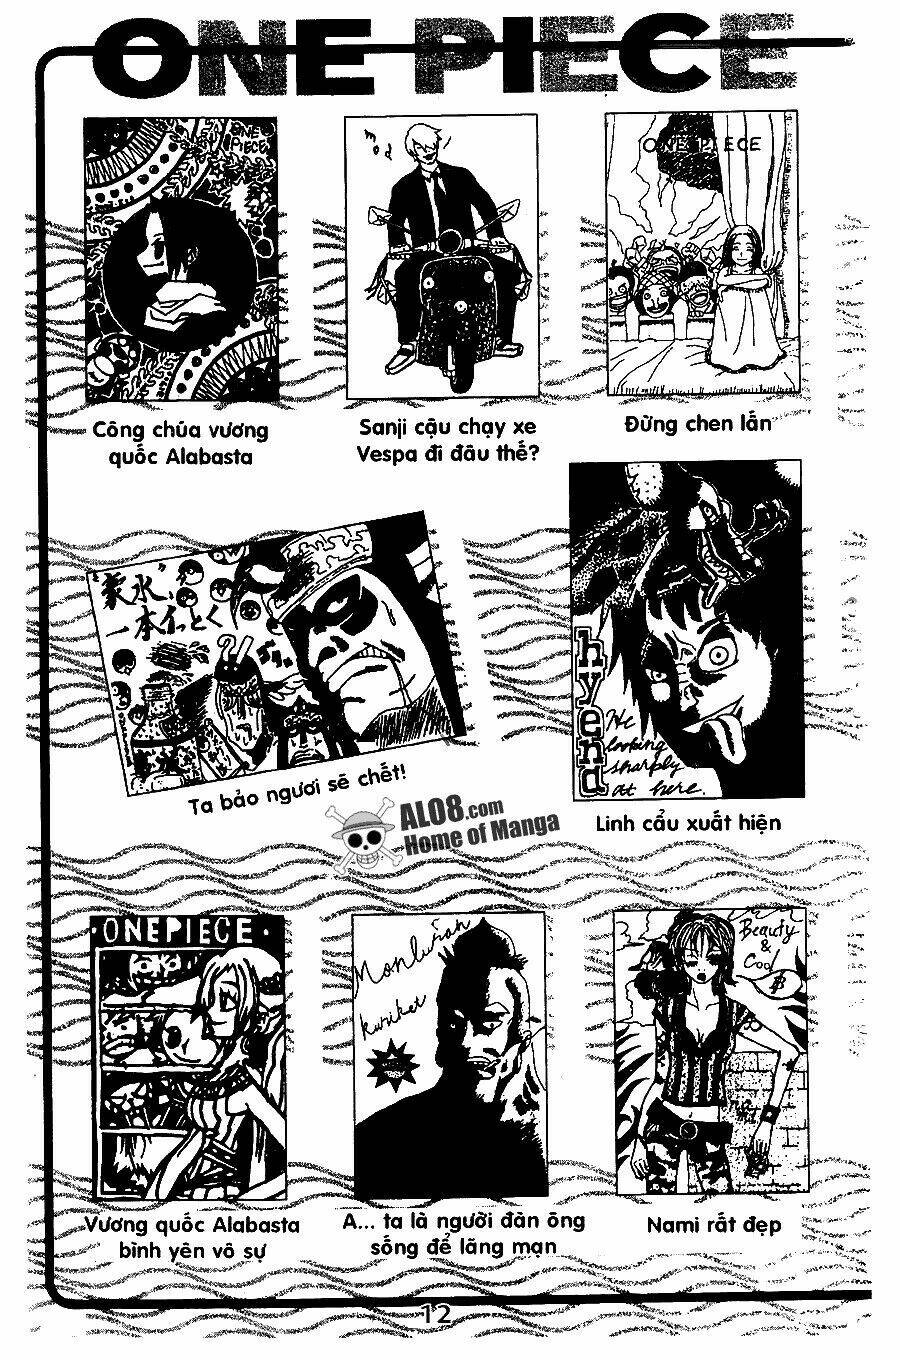 ONE PIECE
ONE
PIECE
mod
ONE PIECE
Công chúa vương
quốc Alabasta
Sanji cậu chạy xe
Vespa đi đâu thế?
Đừng chen lấn
?!
hyena
He
looking
sharply
at here.
Ta bảo ngươi sẽ chết!
Linh cẩu xuất hiện
ALO8.com
Home of Manga
·ONEPIECE·
Beauty
&
Cool
Vương quốc Alabasta
bình yên vô sự
A... ta là người đàn ông
sống để lãng mạn
Nami rất đẹp
12